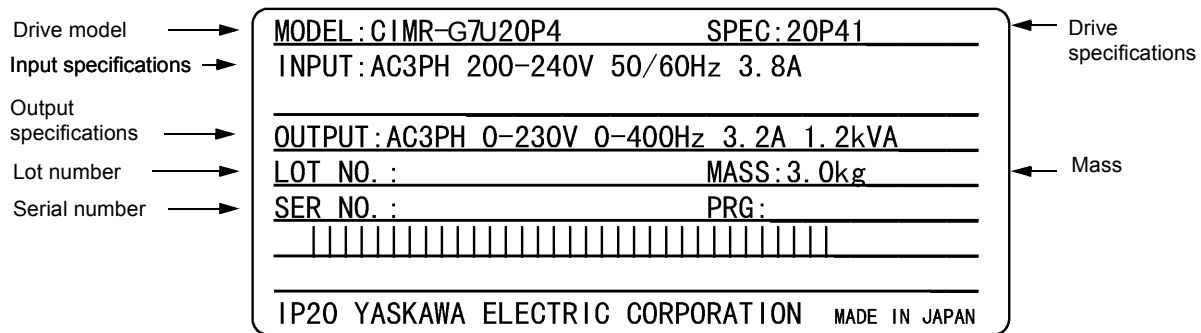 Drive model
MODEL:CIMR-G7U20P4 SPEC:20P41
Drive
specifications
Input specifications
INPUT:AC3PH 200-240V 50/60Hz 3.8A
Output
specifications
OUTPUT:AC3PH 0-230V 0-400Hz 3.2A 1.2kVA
Lot number
LOT NO.: MASS:3.0kg
Mass
Serial number
SER NO.: PRG:
IP20 YASKAWA ELECTRIC CORPORATION MADE IN JAPAN